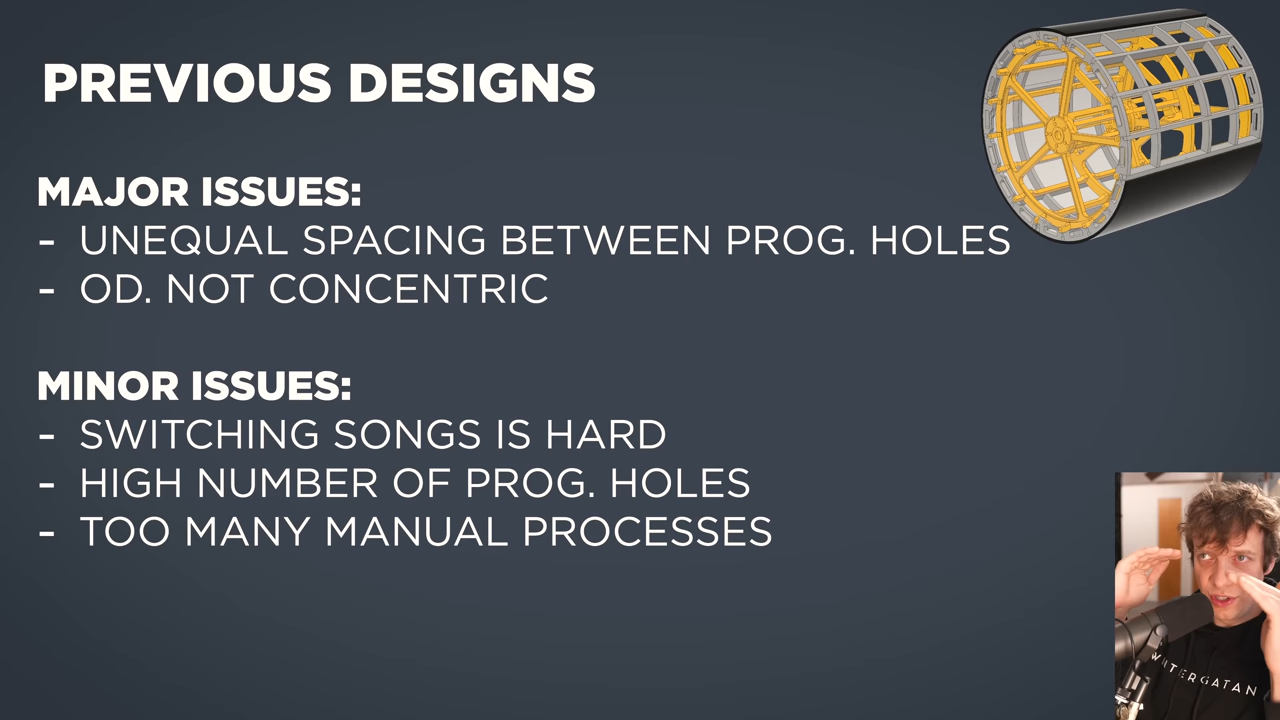 PREVIOUS DESIGNS
MAJOR ISSUES:
- UNEQUAL SPACING BETWEEN PROG. HOLES
- OD. NOT CONCENTRIC
MINOR ISSUES:
- SWITCHING SONGS IS HARD
- HIGH NUMBER OF PROG. HOLES
- TOO MANY MANUAL PROCESSES
WINTERGATAN